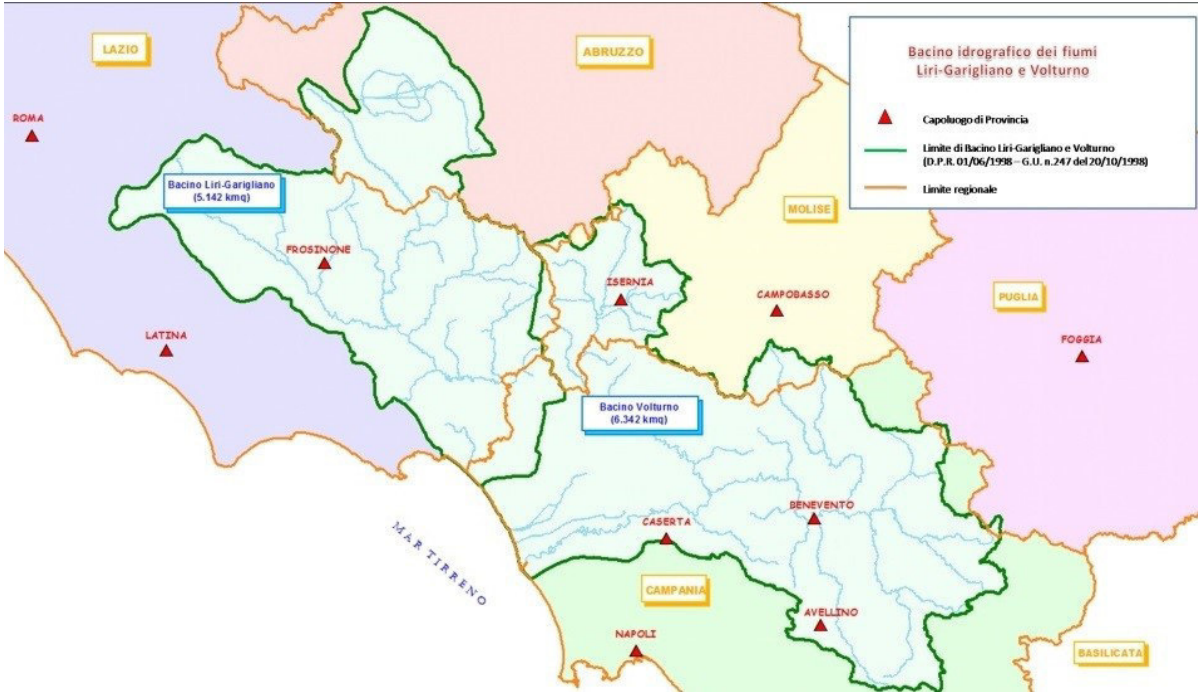 LAZIO
ABRUZZO
Bacino idrografico dei fiumi
Liri-Garigliano e Volturno
Capoluogo di Provincia
Limite di Bacino Liri-Garigliano e Volturno
(D.P.R. 01/06/1998 – G.U. n.247 del 20/10/1998)
Limite regionale
ROMA
Bacino Liri-Garigliano
(5.142 kmq)
MOLISE
FROSINONE
ISERNIA
CAMPOBASSO
PUGLIA
LATINA
FOGGIA
Bacino Volturno
(6.342 kmq)
BENEVENTO
CASERTA
MAR TIRRENO
CAMPANIA
AVELLINO
NAPOLI
BASILICATA